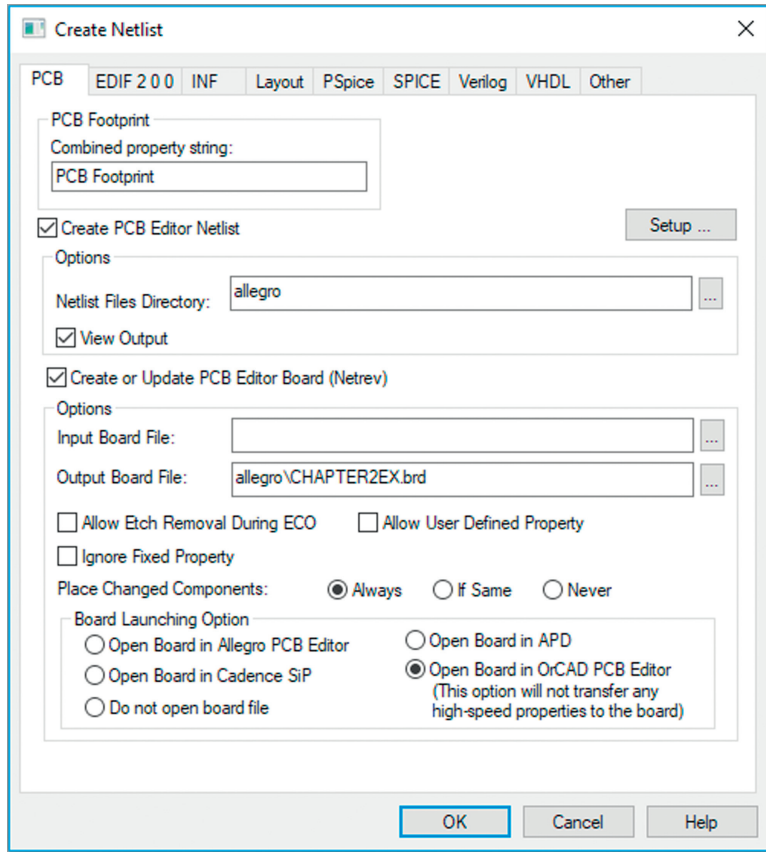 Create Netlist
PCB EDIF 2 0 0 INF Layout PSpice SPICE Verilog VHDL Other
PCB Footprint
Combined property string:
PCB Footprint
Create PCB Editor Netlist
Setup ...
Options
Netlist Files Directory: allegro ...
View Output
Create or Update PCB Editor Board (Netrev)
Options
Input Board File: ...
Output Board File: allegro\CHAPTER2EX.brd ...
Allow Etch Removal During ECO Allow User Defined Property
Ignore Fixed Property
Place Changed Components: Always If Same Never
Board Launching Option
Open Board in Allegro PCB Editor
Open Board in Cadence SiP
Do not open board file
Open Board in APD
Open Board in OrCAD PCB Editor
(This option will not transfer any
high-speed properties to the board)
OK Cancel Help